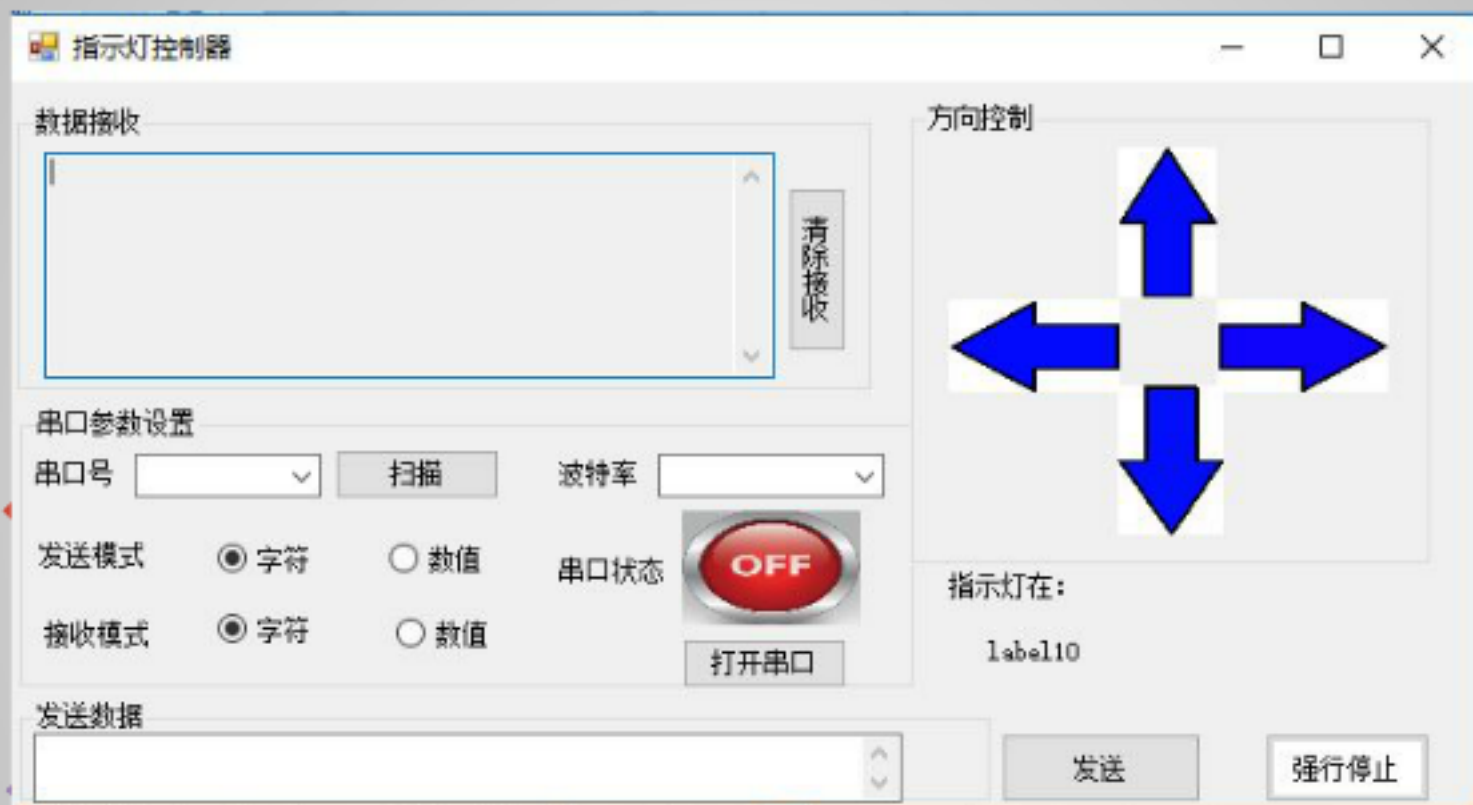 指示灯控制器
数据接收
清除接收
方向控制
串口参数设置
串口号
扫描
波特率
发送模式
字符
数值
串口状态
OFF
接收模式
字符
数值
打开串口
指示灯在:
label10
发送数据
发送
强行停止